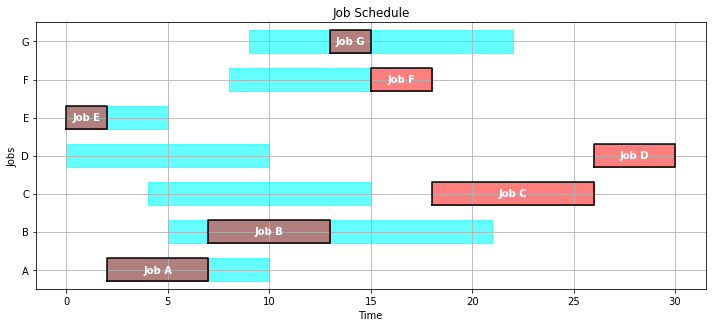 Job Schedule
G
Job G
F
Job F
E
Job E
D
Job D
C
Job C
B
Job B
A
Job A
Jobs
0 5 10 15 20 25 30
Time